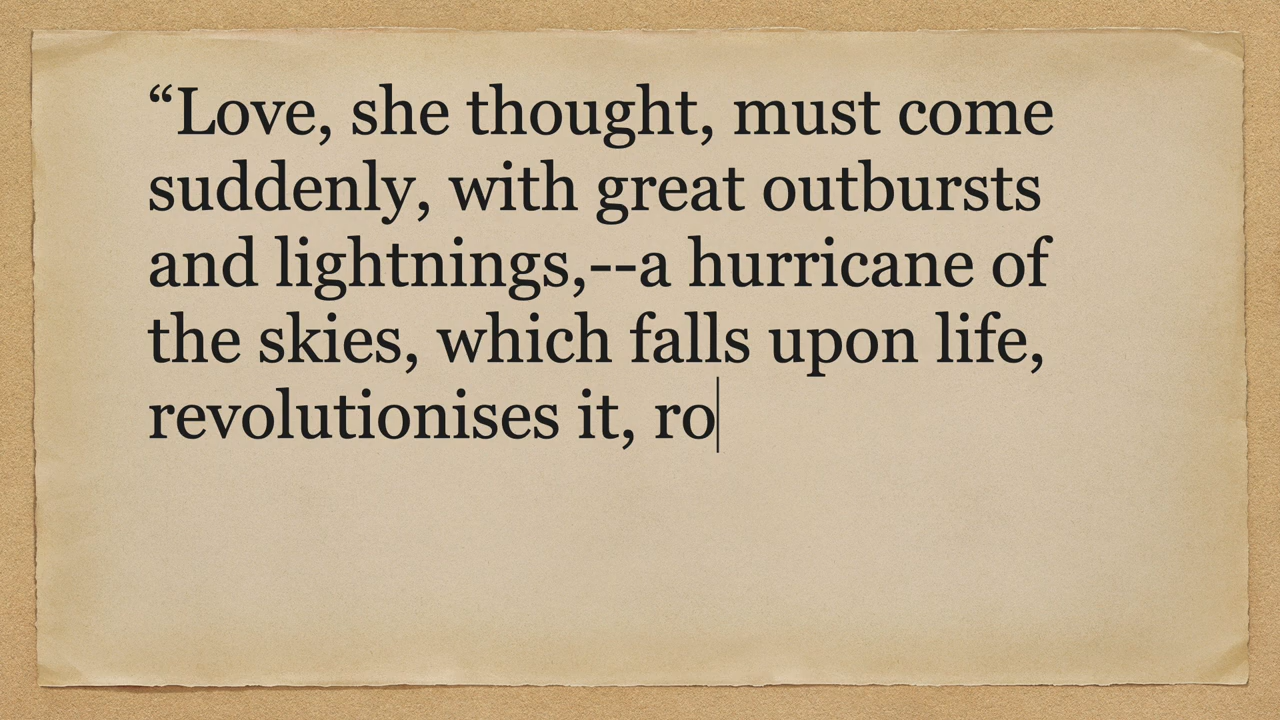 “Love, she thought, must come
suddenly, with great outbursts
and lightnings,--a hurricane of
the skies, which falls upon life,
revolutionises it, ro